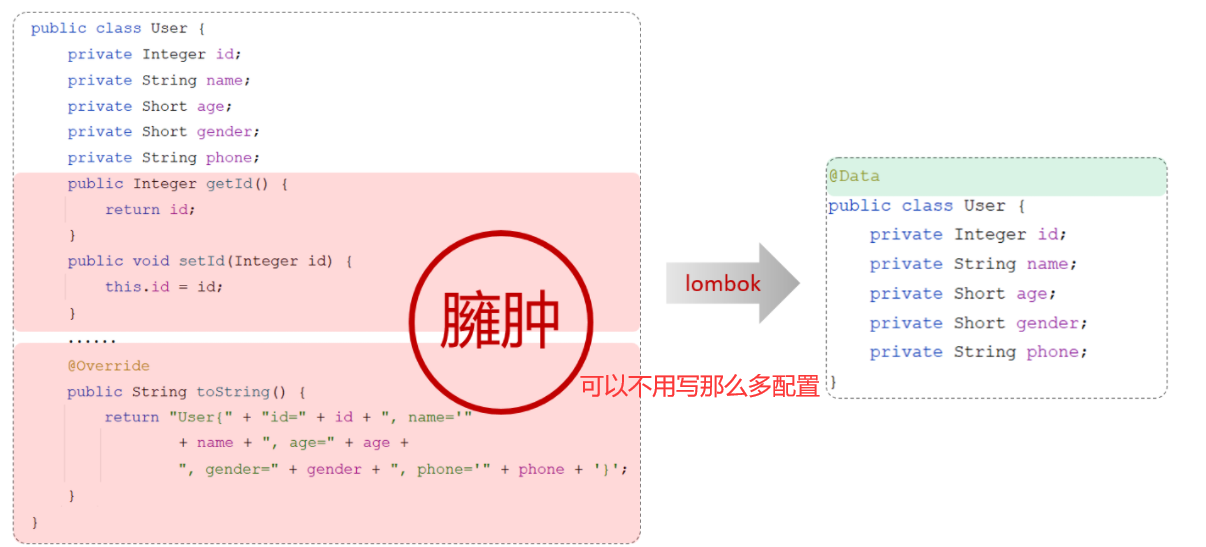 public class User {
    private Integer id;
    private String name;
    private Short age;
    private Short gender;
    private String phone;
    public Integer getId() {
        return id;
    }
    public void setId(Integer id) {
        this.id = id;
    }
    ......
    @Override
    public String toString() {
        return "User{" + "id=" + id + ", name='"
                + name + ", age=" + age +
                ", gender=" + gender + ", phone='" + phone + '}';
    }
}
臃肿
可以不用写那么多配置
lombok
@Data
public class User {
    private Integer id;
    private String name;
    private Short age;
    private Short gender;
    private String phone;
}